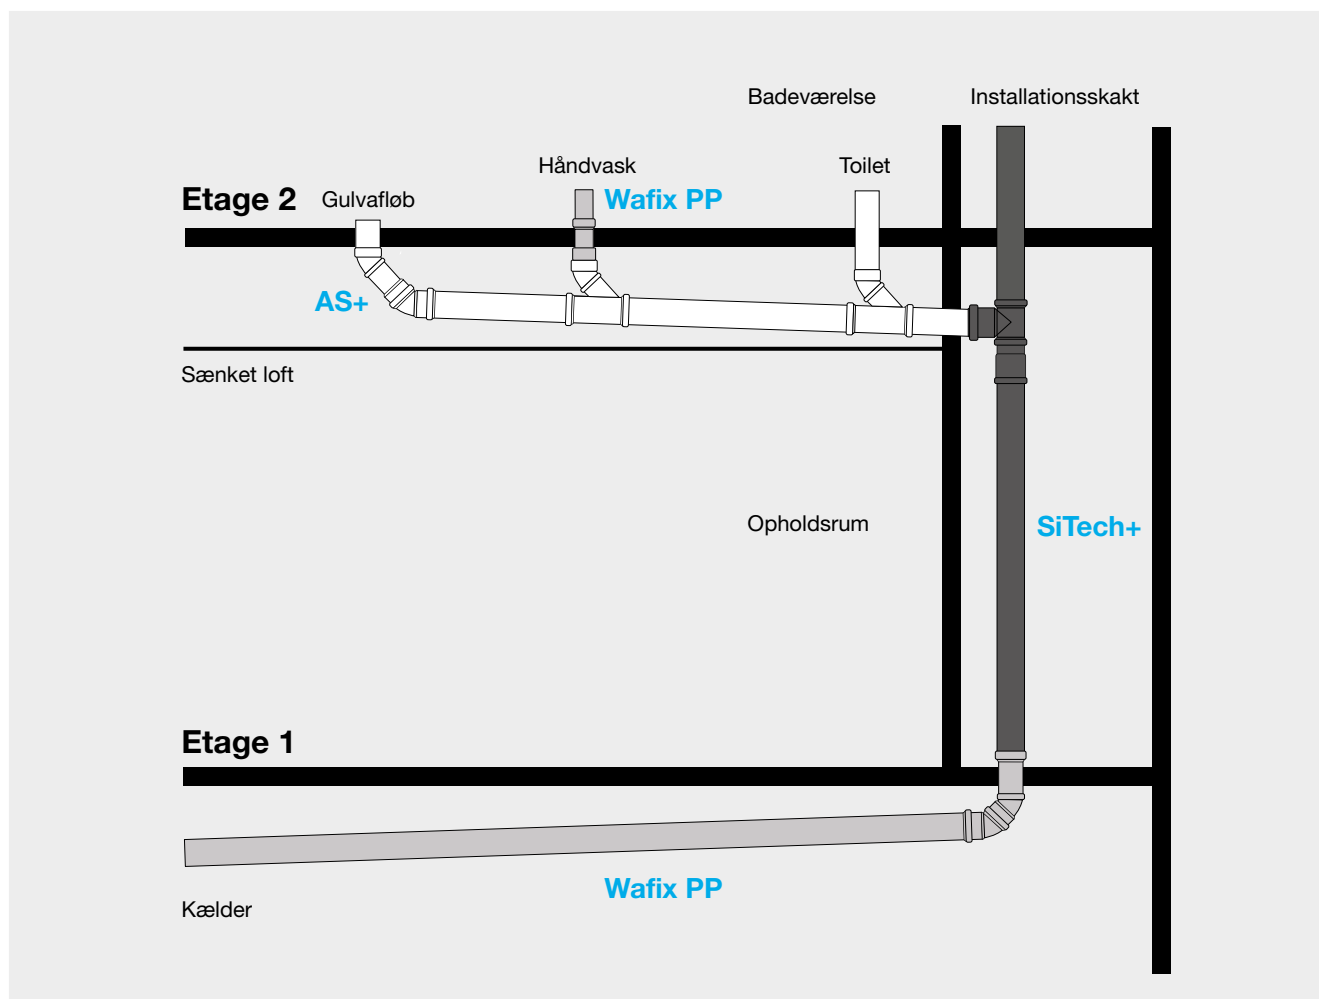 Badeværelse
Installationsskakt
Håndvask
Toilet
Etage 2
Gulvafløb
Wafix PP
AS+
Sænket loft
Opholdsrum
SiTech+
Etage 1
Wafix PP
Kælder